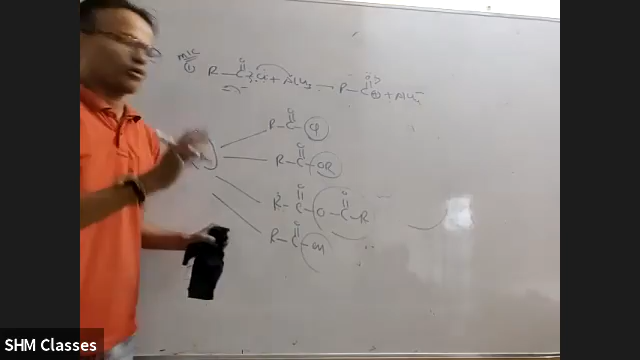 R - C - Cl + AlCl3 → R - C + AlCl4-
O
R - C - Cl
O
R - C - OR
O O
R - C - O - C - R
O
R - C - OH
SHM Classes